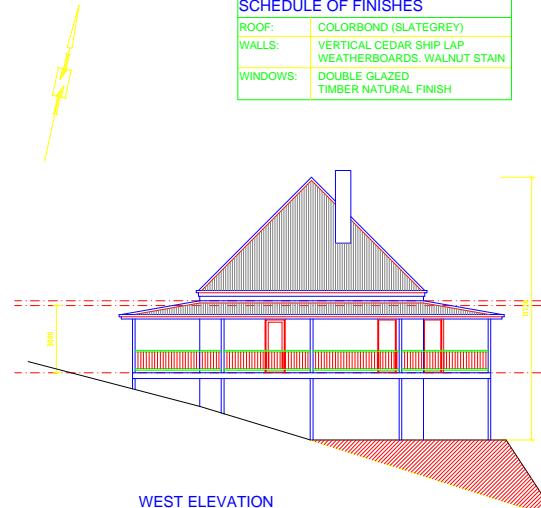 SCHEDULE OF FINISHES
ROOF: COLORBOND (SLATEGREY)
WALLS: VERTICAL CEDAR SHIP LAP
WEATHERBOARDS. WALNUT STAIN
WINDOWS: DOUBLE GLAZED
TIMBER NATURAL FINISH
WEST ELEVATION